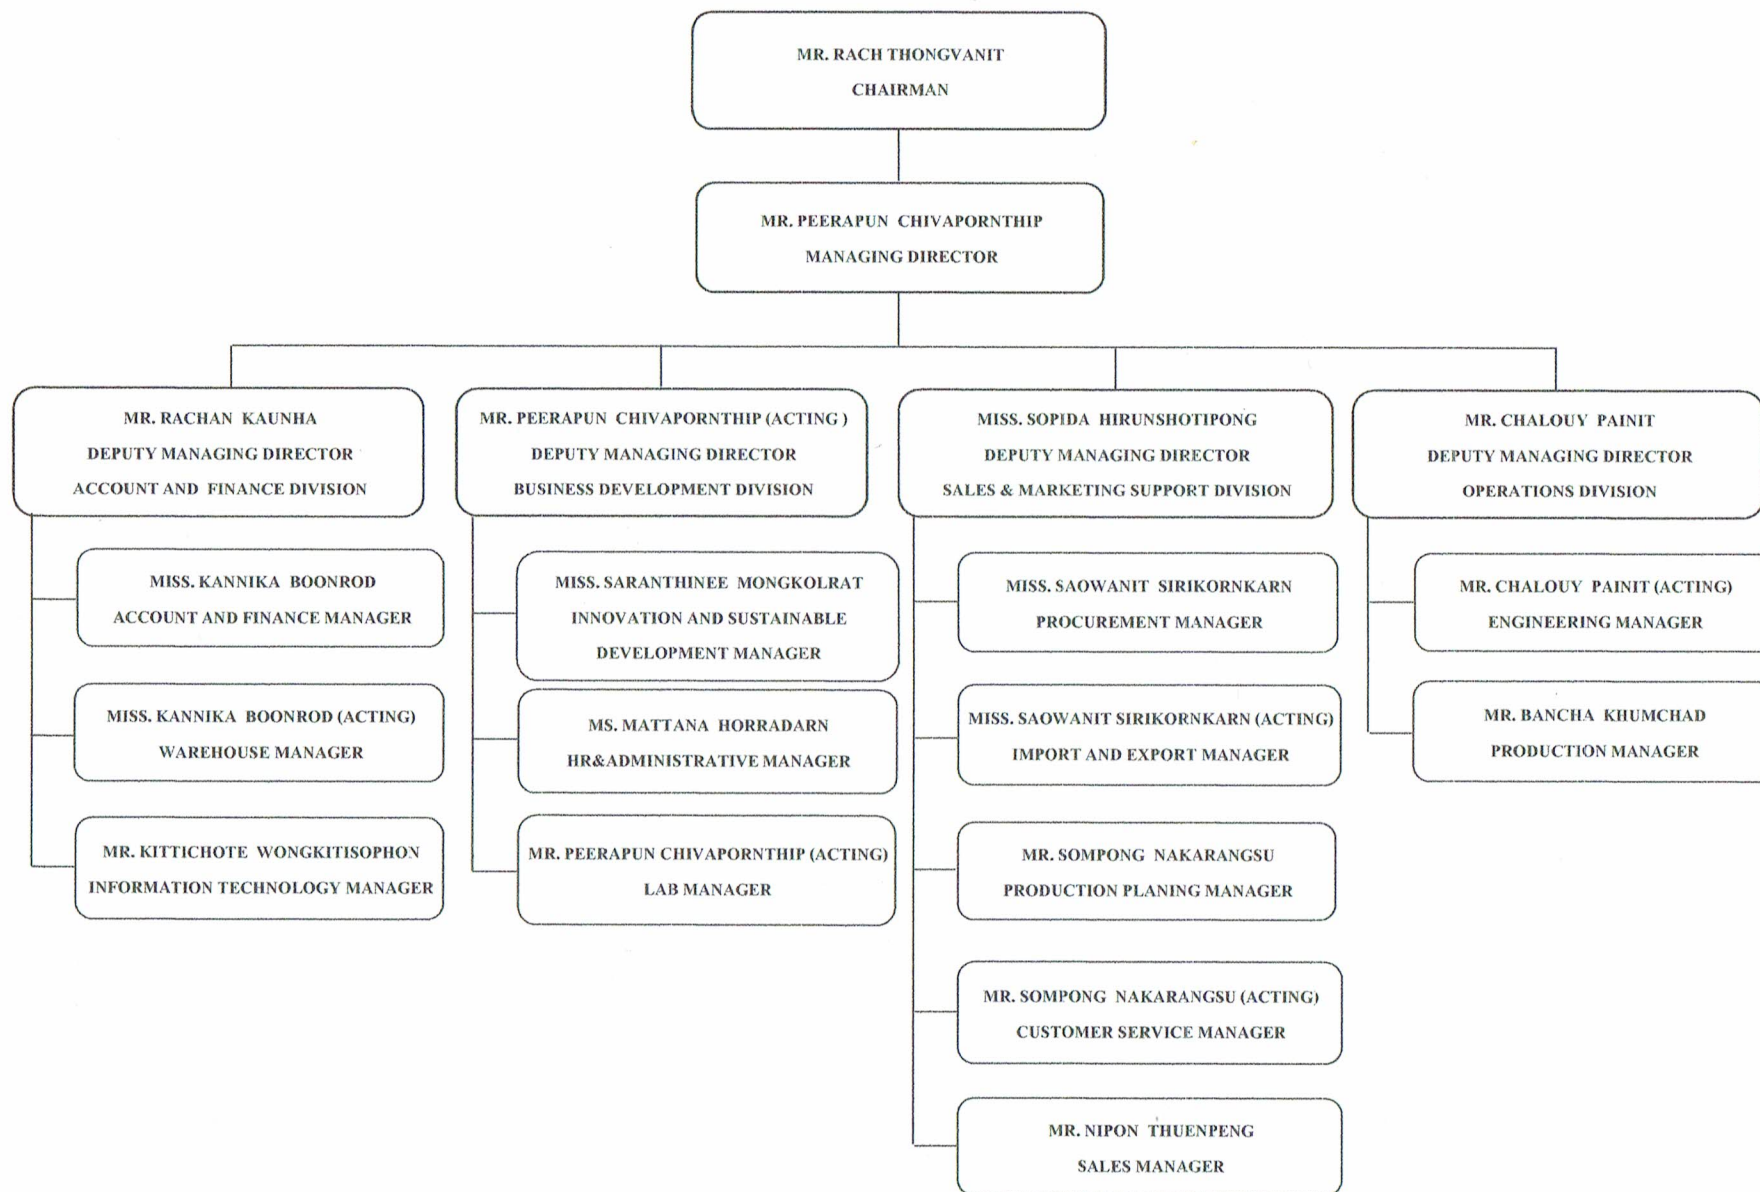 MR. RACH THONGVANIT
CHAIRMAN
MR. PEERAPUN CHIVAPORNTHIP
MANAGING DIRECTOR
MR. RACHAN KAUNHA
DEPUTY MANAGING DIRECTOR
ACCOUNT AND FINANCE DIVISION
MISS. KANNIKA BOONROD
ACCOUNT AND FINANCE MANAGER
MISS. KANNIKA BOONROD (ACTING)
WAREHOUSE MANAGER
MR. KITTICHOTE WONGKITISOPHON
INFORMATION TECHNOLOGY MANAGER
MR. PEERAPUN CHIVAPORNTHIP (ACTING )
DEPUTY MANAGING DIRECTOR
BUSINESS DEVELOPMENT DIVISION
MISS. SARANTHINEE MONGKOLRAT
INNOVATION AND SUSTAINABLE
DEVELOPMENT MANAGER
MS. MATTANA HORRADARN
HR&ADMINISTRATIVE MANAGER
MR. PEERAPUN CHIVAPORNTHIP (ACTING)
LAB MANAGER
MISS. SOPIDA HIRUNSHOTIPONG
DEPUTY MANAGING DIRECTOR
SALES & MARKETING SUPPORT DIVISION
MISS. SAOWANIT SIRIKORNKARN
PROCUREMENT MANAGER
MISS. SAOWANIT SIRIKORNKARN (ACTING)
IMPORT AND EXPORT MANAGER
MR. SOMPONG NAKARANGSU
PRODUCTION PLANING MANAGER
MR. SOMPONG NAKARANGSU (ACTING)
CUSTOMER SERVICE MANAGER
MR. NIPON THUENPENG
SALES MANAGER
MR. CHALOUY PAINIT
DEPUTY MANAGING DIRECTOR
OPERATIONS DIVISION
MR. CHALOUY PAINIT (ACTING)
ENGINEERING MANAGER
MR. BANCHA KHUMCHAD
PRODUCTION MANAGER